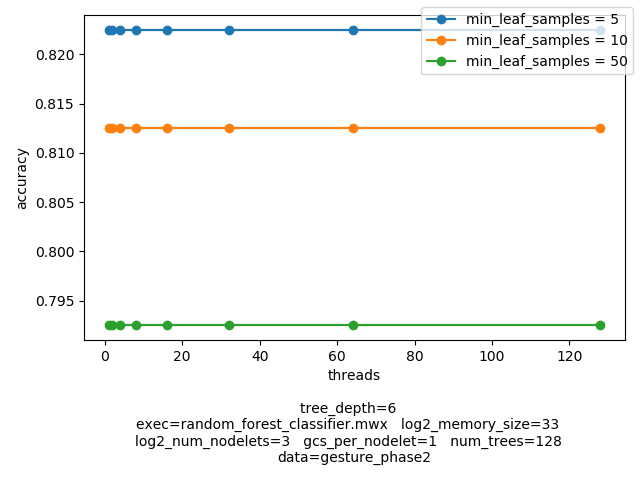 min_leaf_samples = 5
min_leaf_samples = 10
min_leaf_samples = 50
0.820
0.815
0.810
0.805
0.800
0.795
accuracy
0 20 40 60 80 100 120
threads
tree_depth=6
exec=random_forest_classifier.mwx log2_memory_size=33
log2_num_nodelets=3 gcs_per_nodelet=1 num_trees=128
data=gesture_phase2